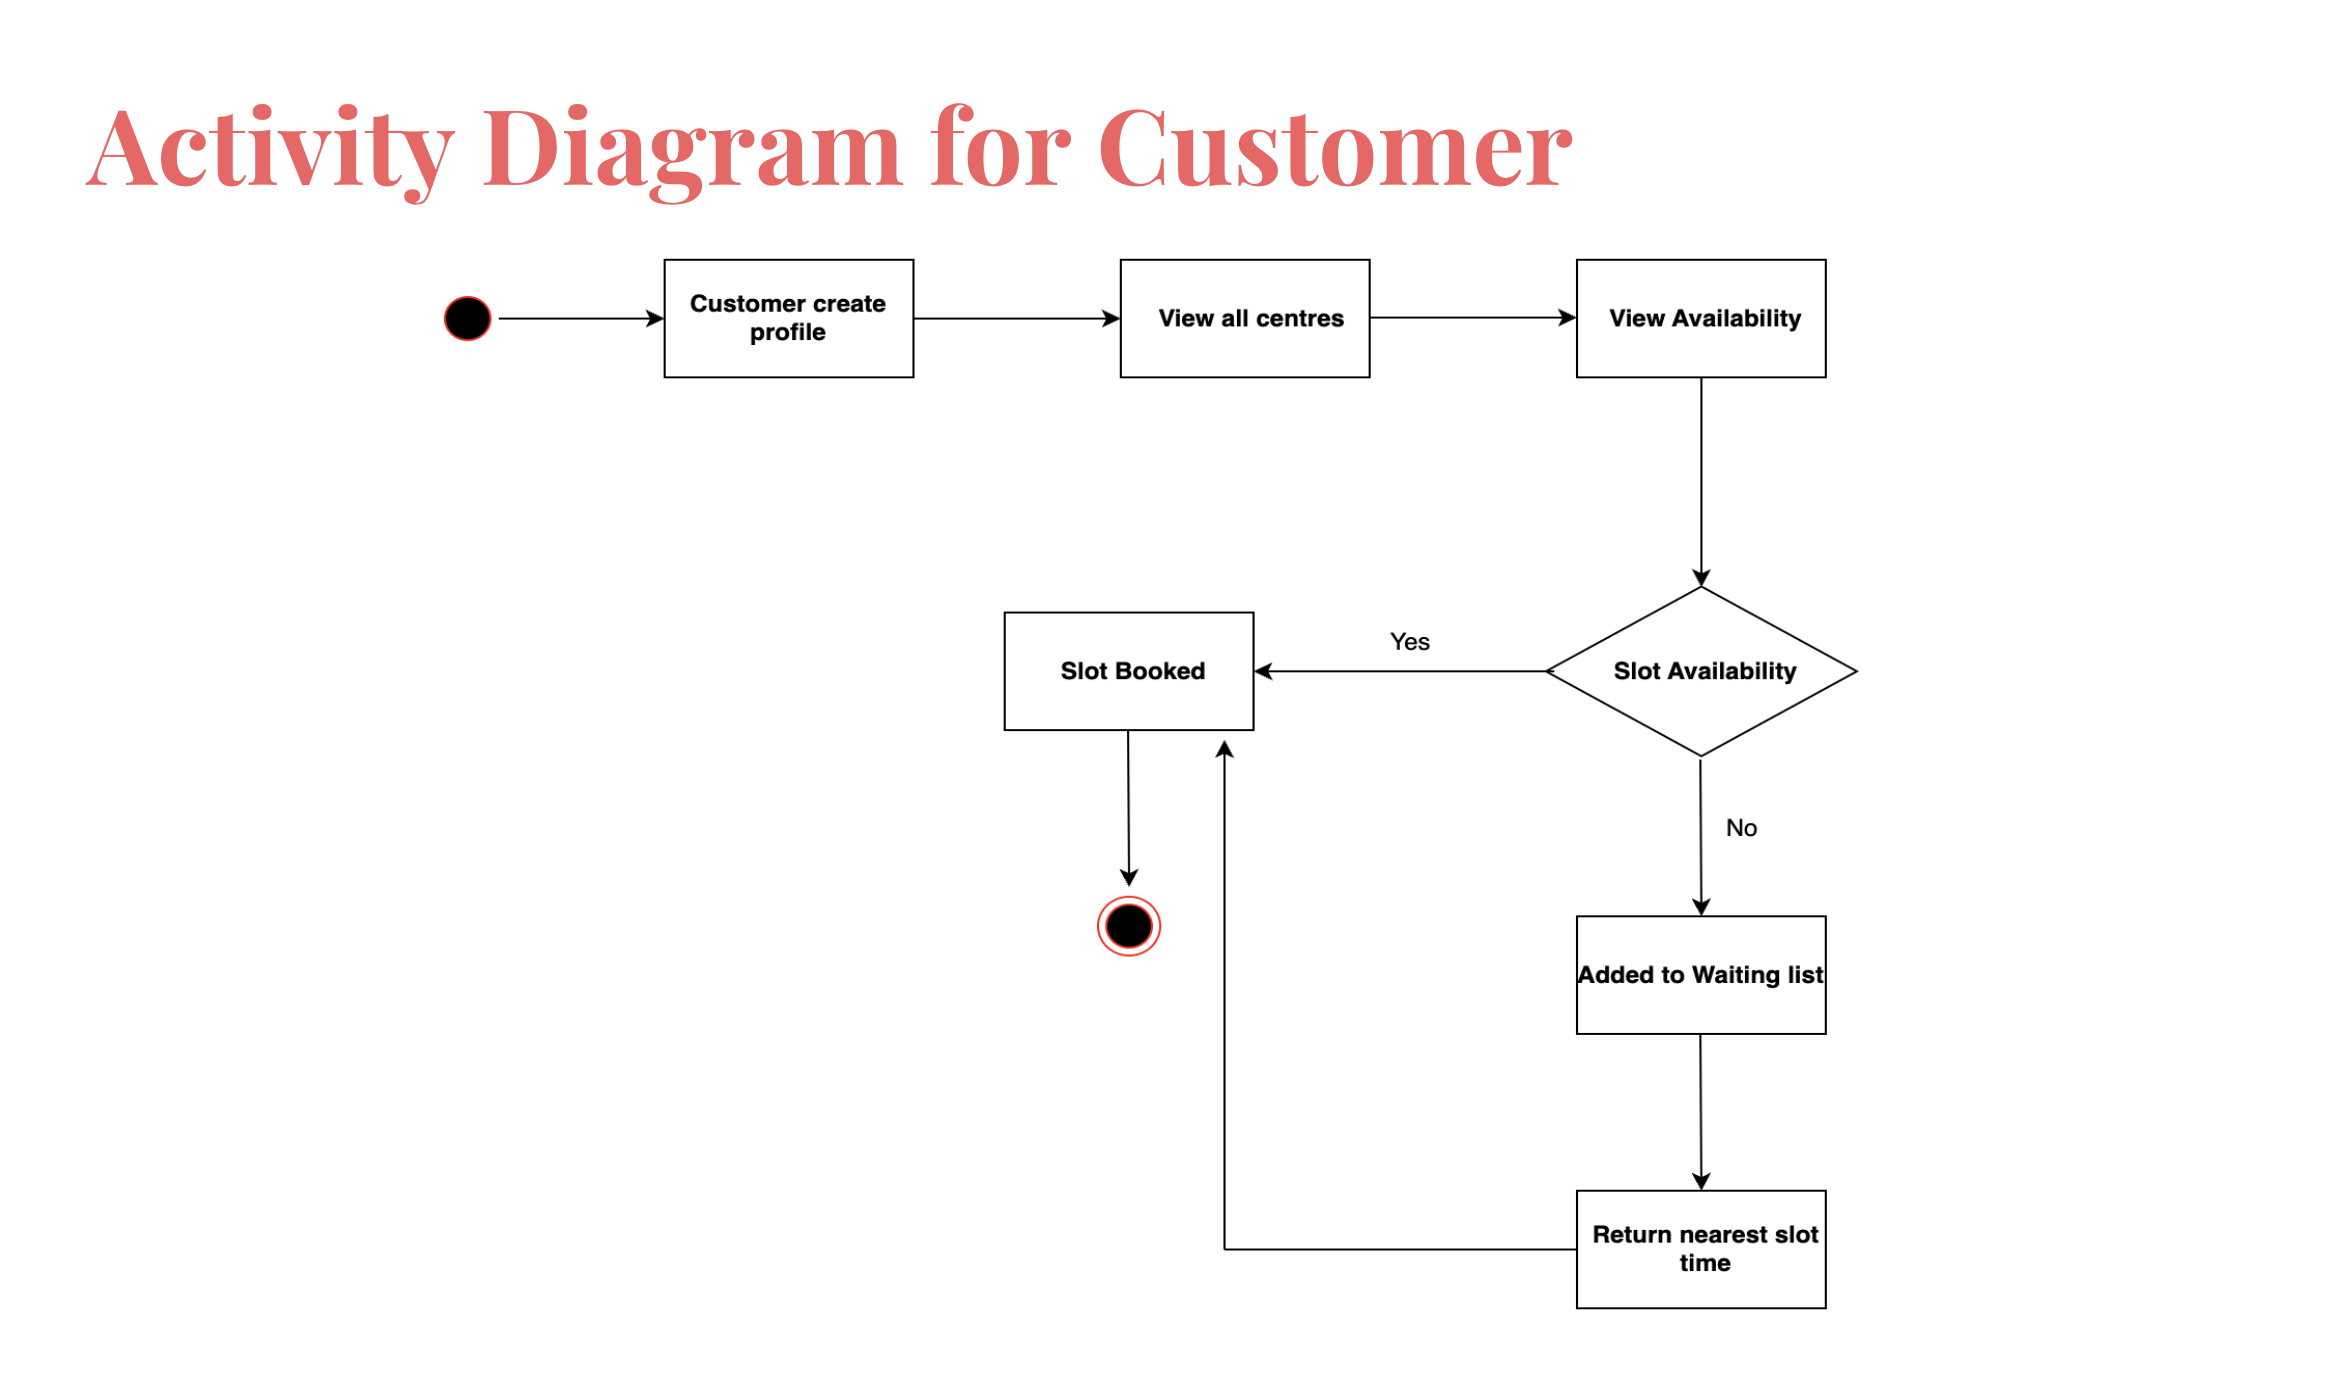 Activity Diagram for Customer
Customer create
profile
View all centres
View Availability
Slot Availability
Yes
Slot Booked
No
Added to Waiting list
Return nearest slot
time